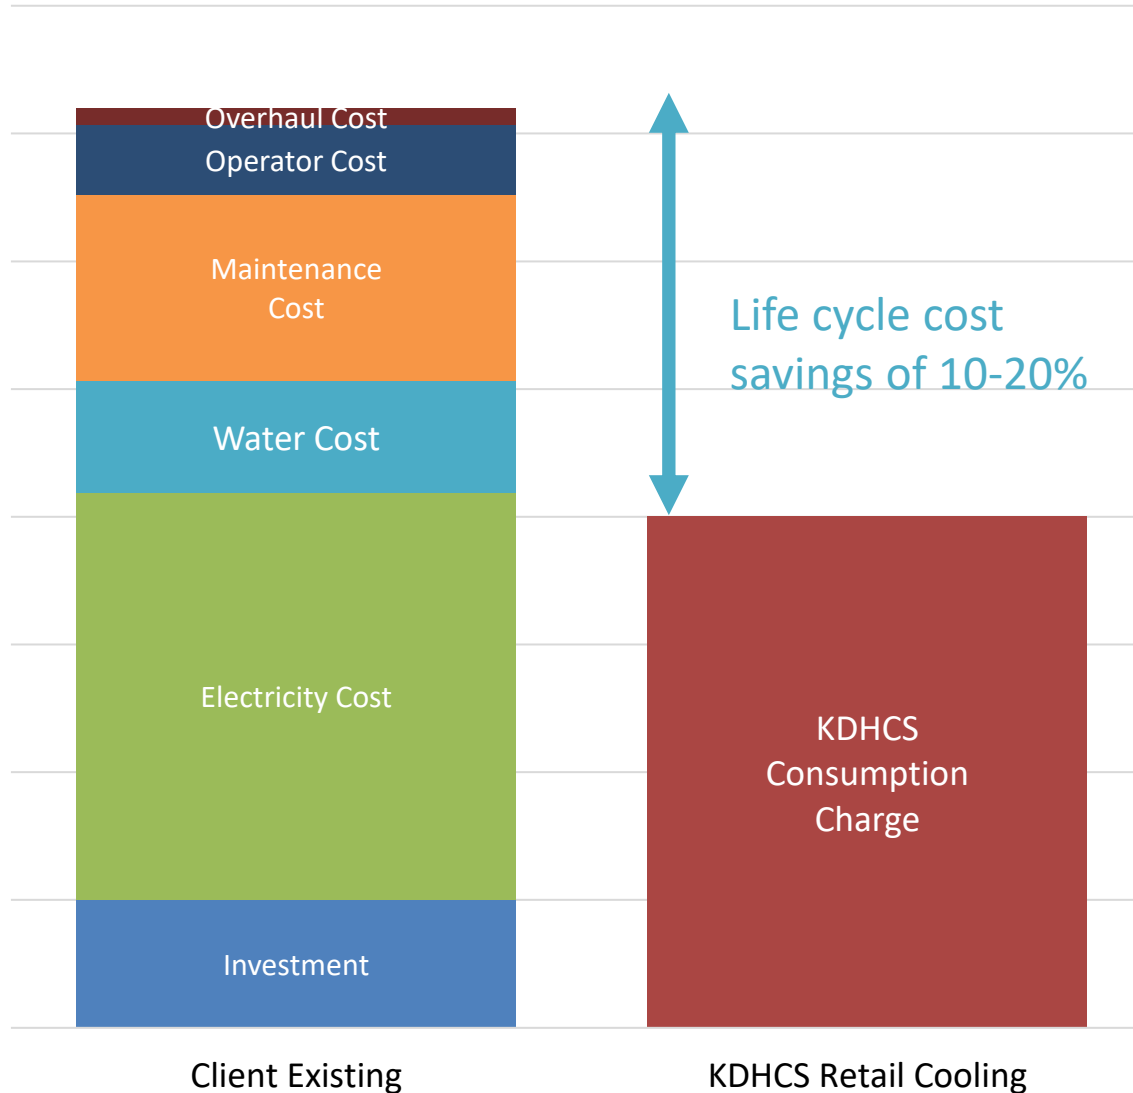 Overhaul Cost
Operator Cost
Maintenance
Cost
Water Cost
Electricity Cost
Investment
Life cycle cost
savings of 10-20%
KDHCS
Consumption
Charge
Client Existing
KDHCS Retail Cooling